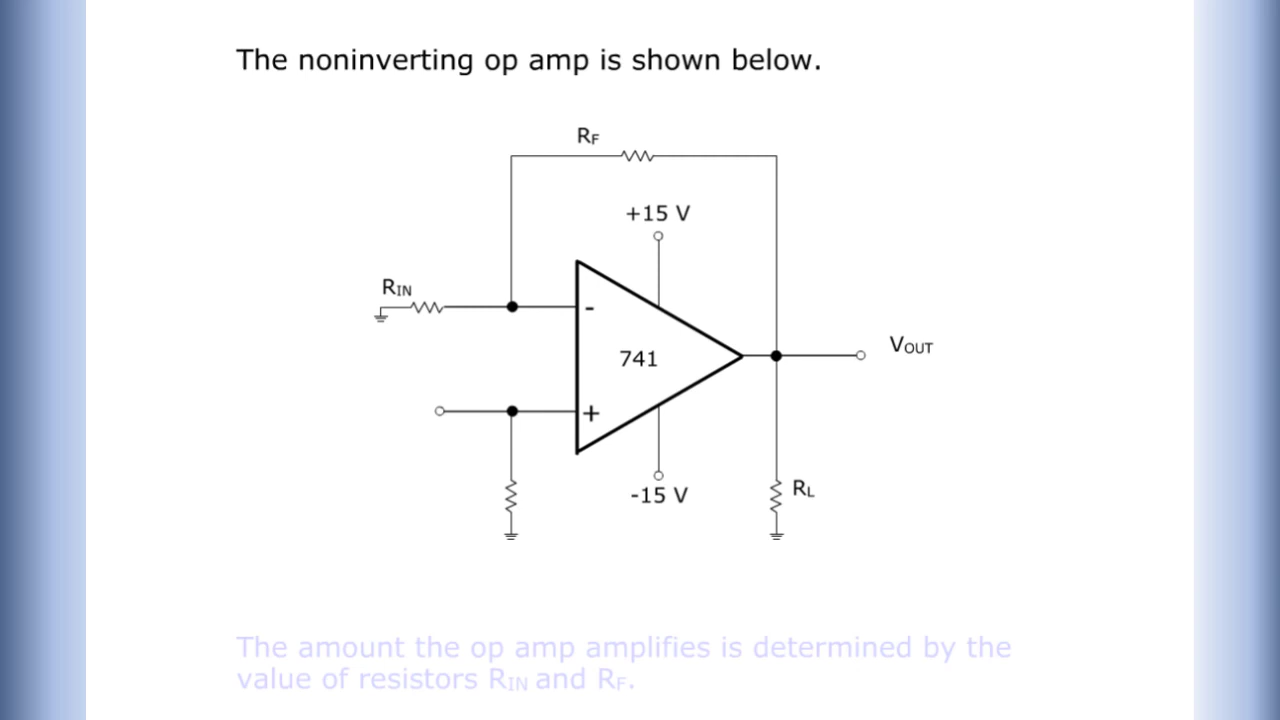 The noninverting op amp is shown below.
RF
+15 V
RIN
-
741
VOUT
+
-15 V
RL
The amount the op amp amplifies is determined by the
value of resistors RIN and RF.